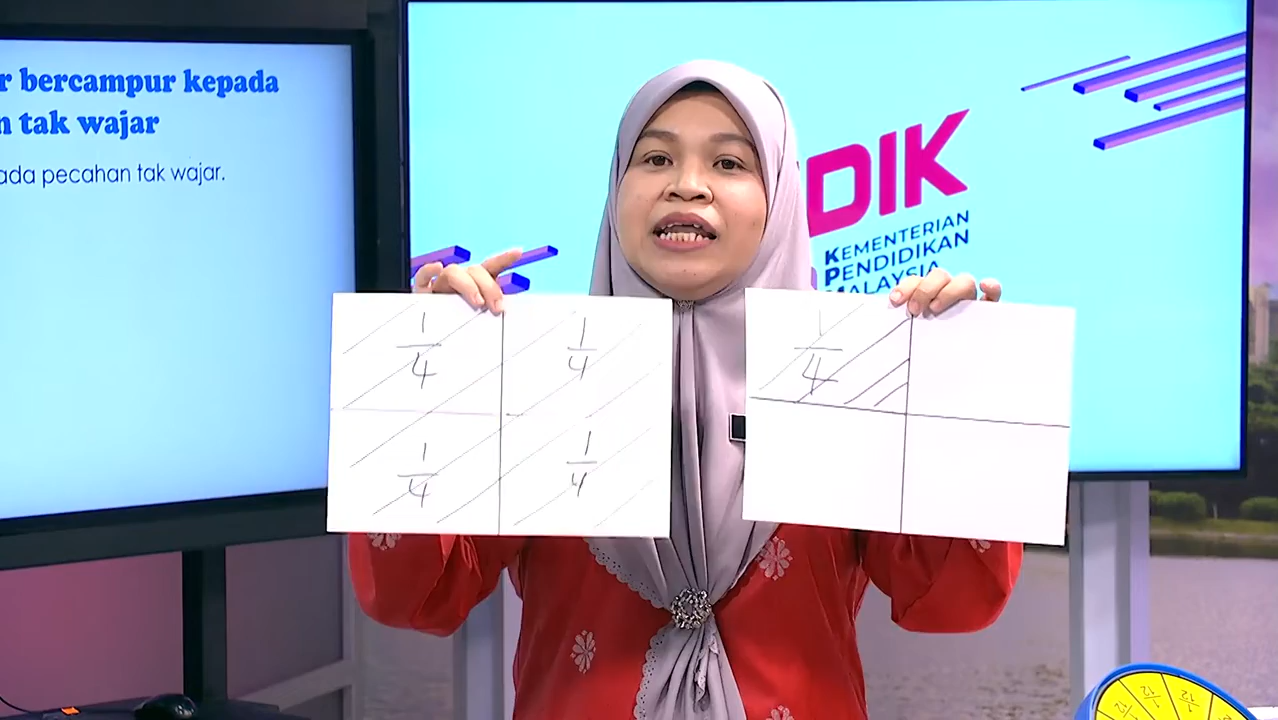 r bercampur kepada
n tak wajar
ada pecahan tak wajar.
DIK
KEMENTERIAN
PENDIDIKAN
MALAYSIA
1/4 1/4
1/4 1/4
1/4